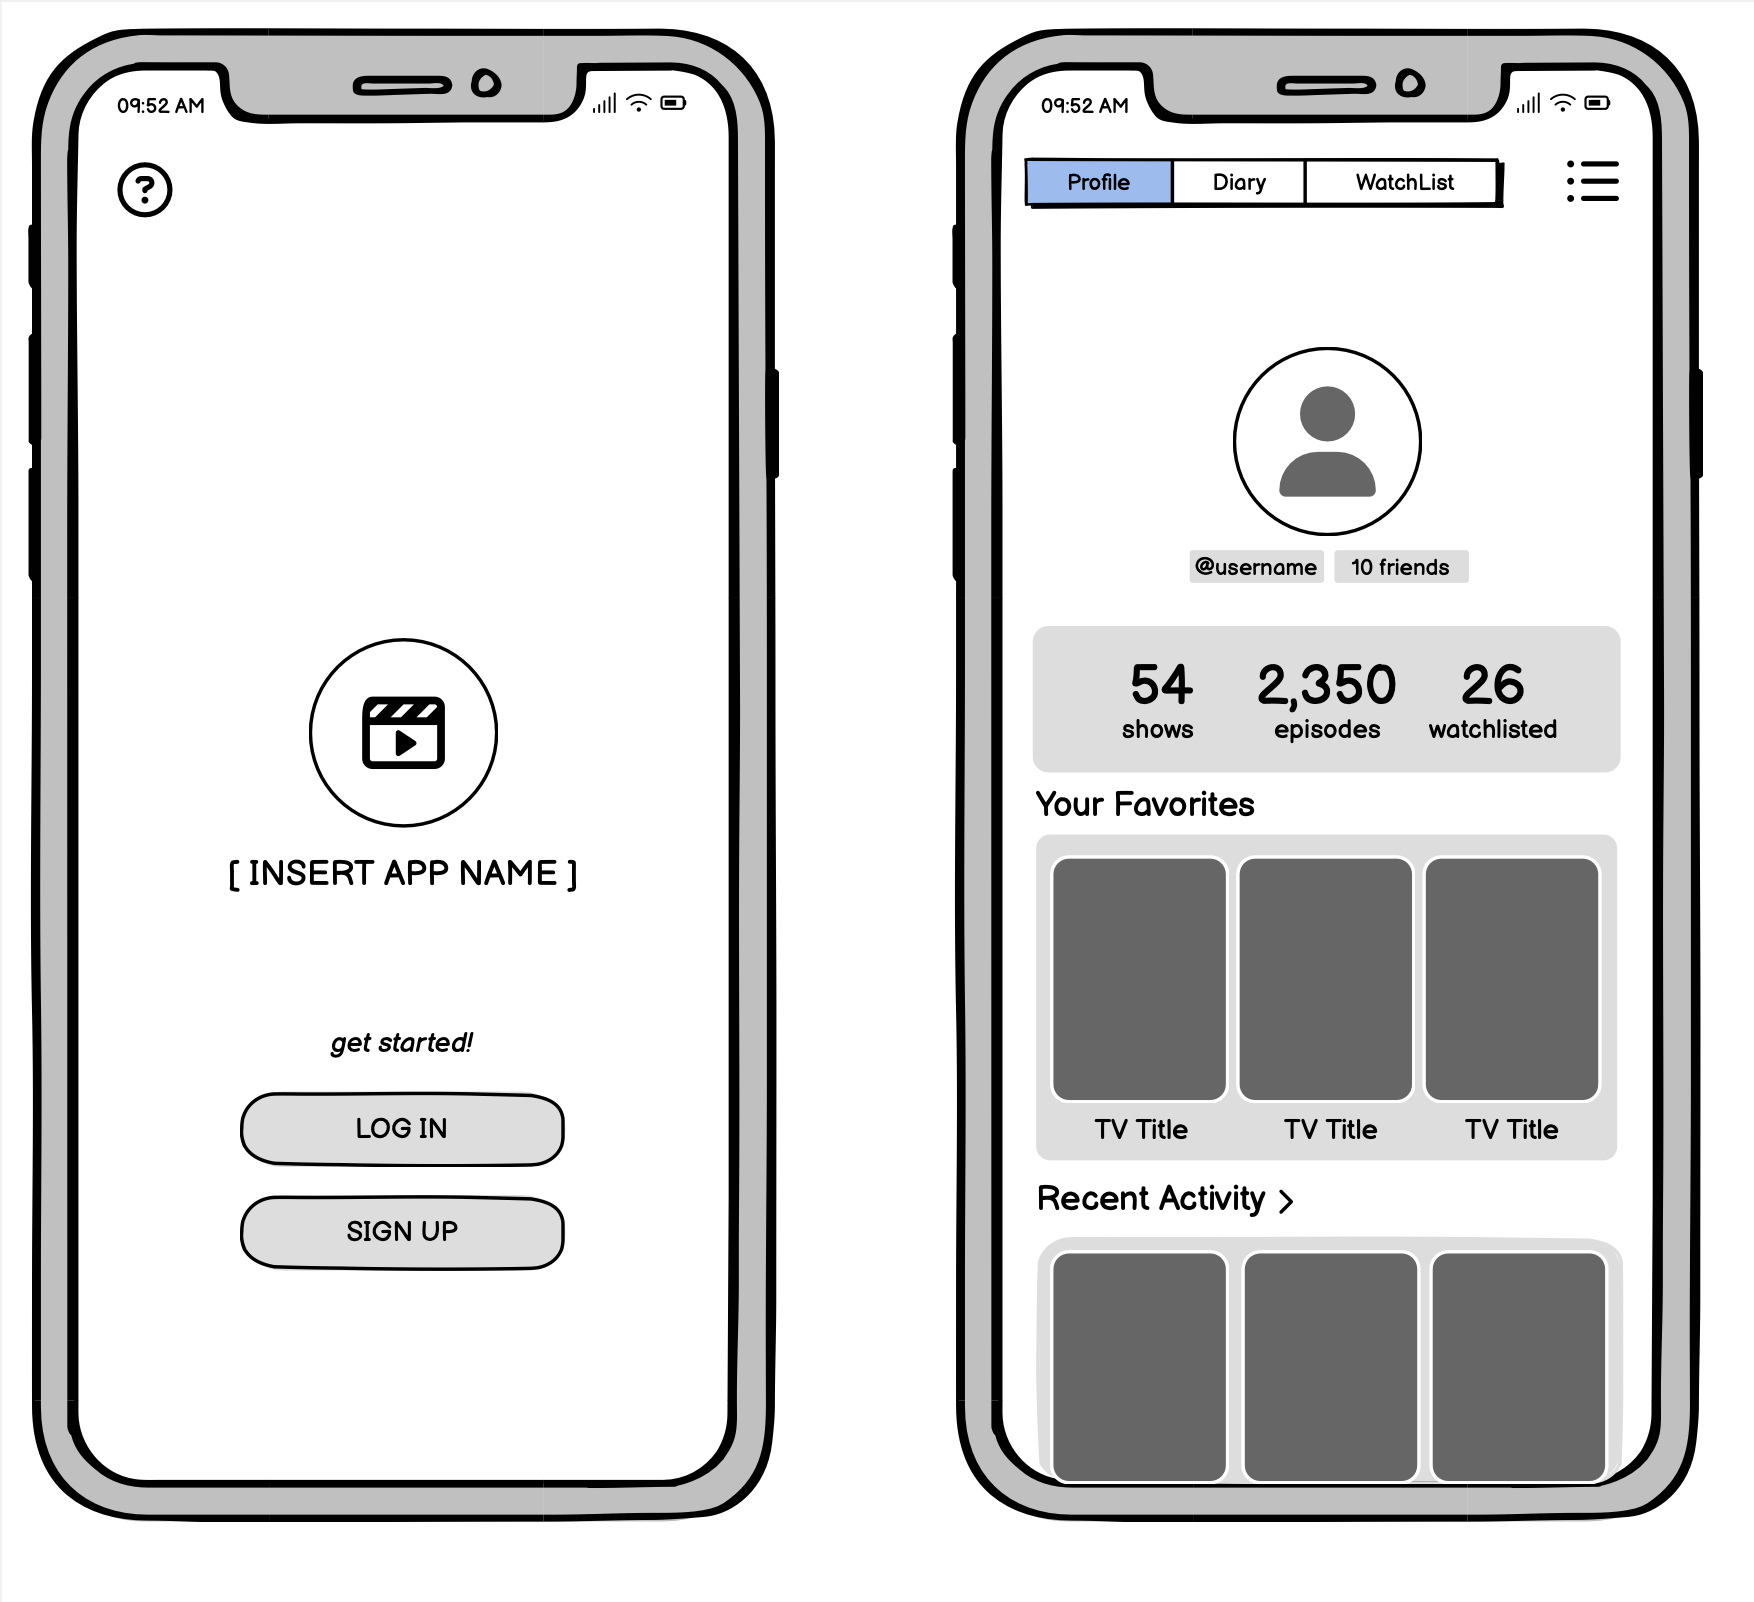 09:52 AM
?
[ INSERT APP NAME ]
get started!
LOG IN
SIGN UP
09:52 AM
Profile Diary WatchList
@username 10 friends
54 2,350 26
shows episodes watchlisted
Your Favorites
TV Title TV Title TV Title
Recent Activity >